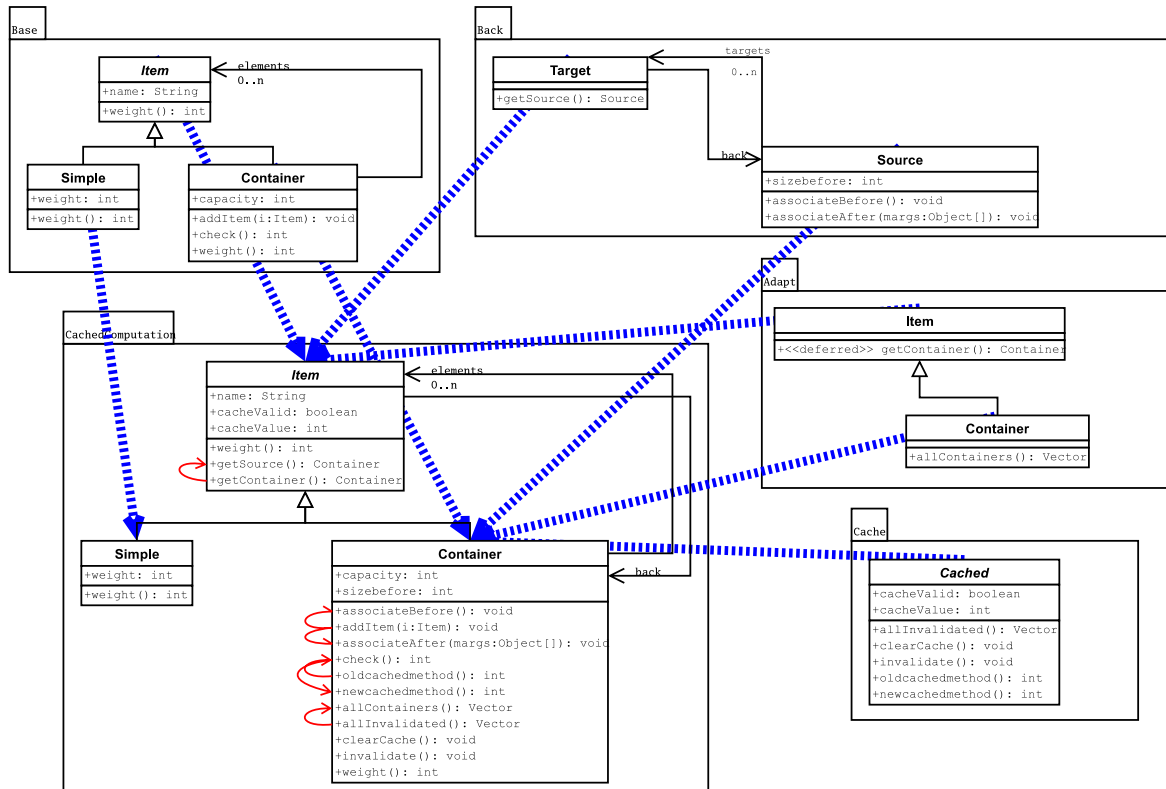 Base
Item
+name: String
+weight(): int
elements
0..n
Simple
+weight: int
+weight(): int
Container
+capacity: int
+addItem(i:Item): void
+check(): int
+weight(): int
Back
Target
+getSource(): Source
targets
0..n
back
Source
+sizebefore: int
+associateBefore(): void
+associateAfter(margs:Object[]): void
Adapt
Item
+<<deferred>> getContainer(): Container
Container
+allContainers(): Vector
CachedComputation
Item
+name: String
+cacheValid: boolean
+cacheValue: int
+weight(): int
+getSource(): Container
+getContainer(): Container
elements
0..n
back
Simple
+weight: int
+weight(): int
Container
+capacity: int
+sizebefore: int
+associateBefore(): void
+addItem(i:Item): void
+associateAfter(margs:Object[]): void
+check(): int
+oldcachedmethod(): int
+newcachedmethod(): int
+allContainers(): Vector
+allInvalidated(): Vector
+clearCache(): void
+invalidate(): void
+weight(): int
Cache
Cached
+cacheValid: boolean
+cacheValue: int
+allInvalidated(): Vector
+clearCache(): void
+invalidate(): void
+oldcachedmethod(): int
+newcachedmethod(): int